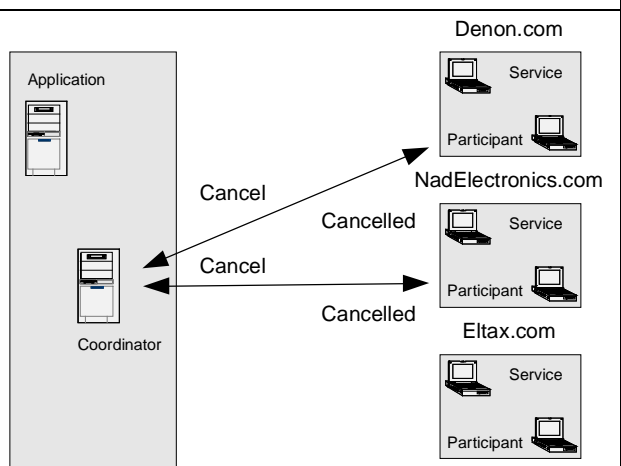 Denon.com
Application
Service
Participant
Cancel
NadElectronics.com
Cancelled
Service
Cancel
Participant
Cancelled
Eltax.com
Coordinator
Service
Participant